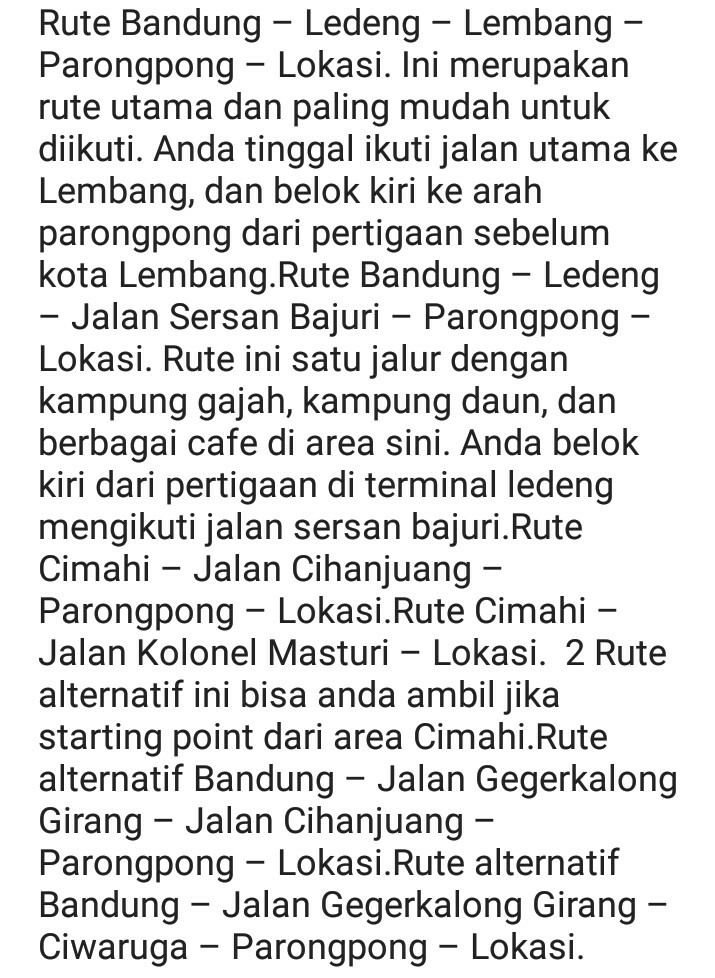 Rute Bandung – Ledeng – Lembang –
Parongpong – Lokasi. Ini merupakan
rute utama dan paling mudah untuk
diikuti. Anda tinggal ikuti jalan utama ke
Lembang, dan belok kiri ke arah
parongpong dari pertigaan sebelum
kota Lembang.Rute Bandung – Ledeng
– Jalan Sersan Bajuri – Parongpong –
Lokasi. Rute ini satu jalur dengan
kampung gajah, kampung daun, dan
berbagai cafe di area sini. Anda belok
kiri dari pertigaan di terminal ledeng
mengikuti jalan sersan bajuri.Rute
Cimahi – Jalan Cihanjuang –
Parongpong – Lokasi.Rute Cimahi –
Jalan Kolonel Masturi – Lokasi.  2 Rute
alternatif ini bisa anda ambil jika
starting point dari area Cimahi.Rute
alternatif Bandung – Jalan Gegerkalong
Girang – Jalan Cihanjuang –
Parongpong – Lokasi.Rute alternatif
Bandung – Jalan Gegerkalong Girang –
Ciwaruga – Parongpong – Lokasi.